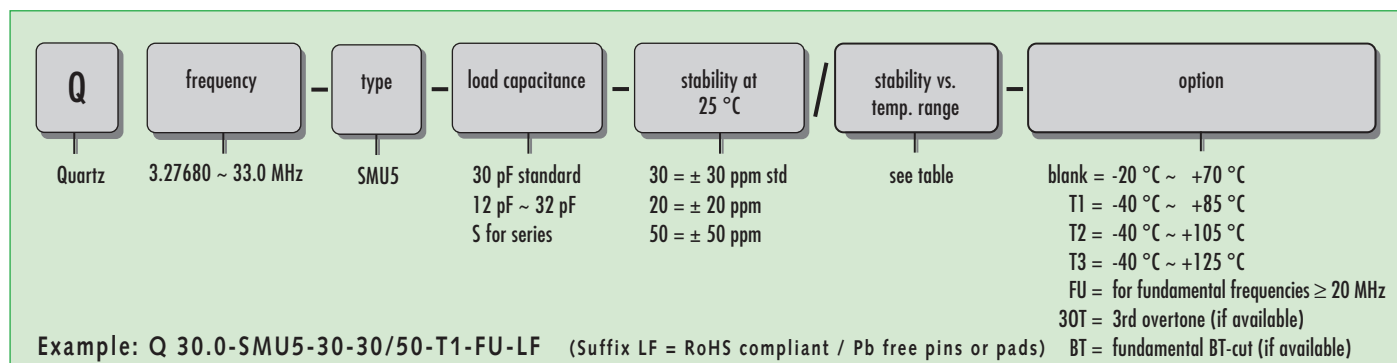 Q
frequency
–
type
–
load capacitance
–
stability at
25 °C
/
stability vs.
temp. range
–
option
Quartz
3.27680 ~ 33.0 MHz
SMU5
30 pF standard
12 pF ~ 32 pF
S for series
30 = ± 30 ppm std
20 = ± 20 ppm
50 = ± 50 ppm
see table
blank = -20 °C ~ +70 °C
T1 = -40 °C ~ +85 °C
T2 = -40 °C ~ +105 °C
T3 = -40 °C ~ +125 °C
FU = for fundamental frequencies ≥ 20 MHz
3OT = 3rd overtone (if available)
BT = fundamental BT-cut (if available)
Example: Q 30.0-SMU5-30-30/50-T1-FU-LF (Suffix LF = RoHS compliant / Pb free pins or pads)